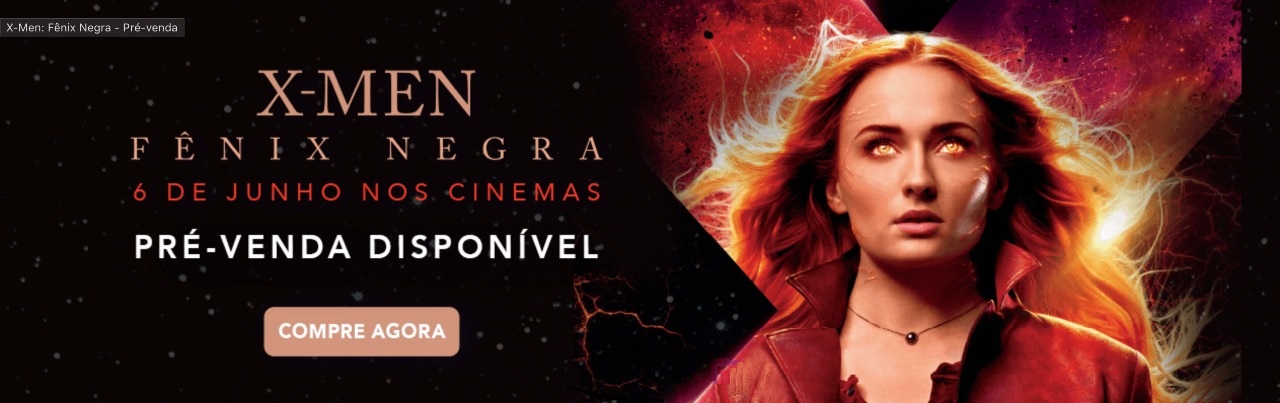 X-Men: Fênix Negra - Pré-venda
X-MEN
FÊNIX NEGRA
6 DE JUNHO NOS CINEMAS
PRÉ-VENDA DISPONÍVEL
COMPRE AGORA